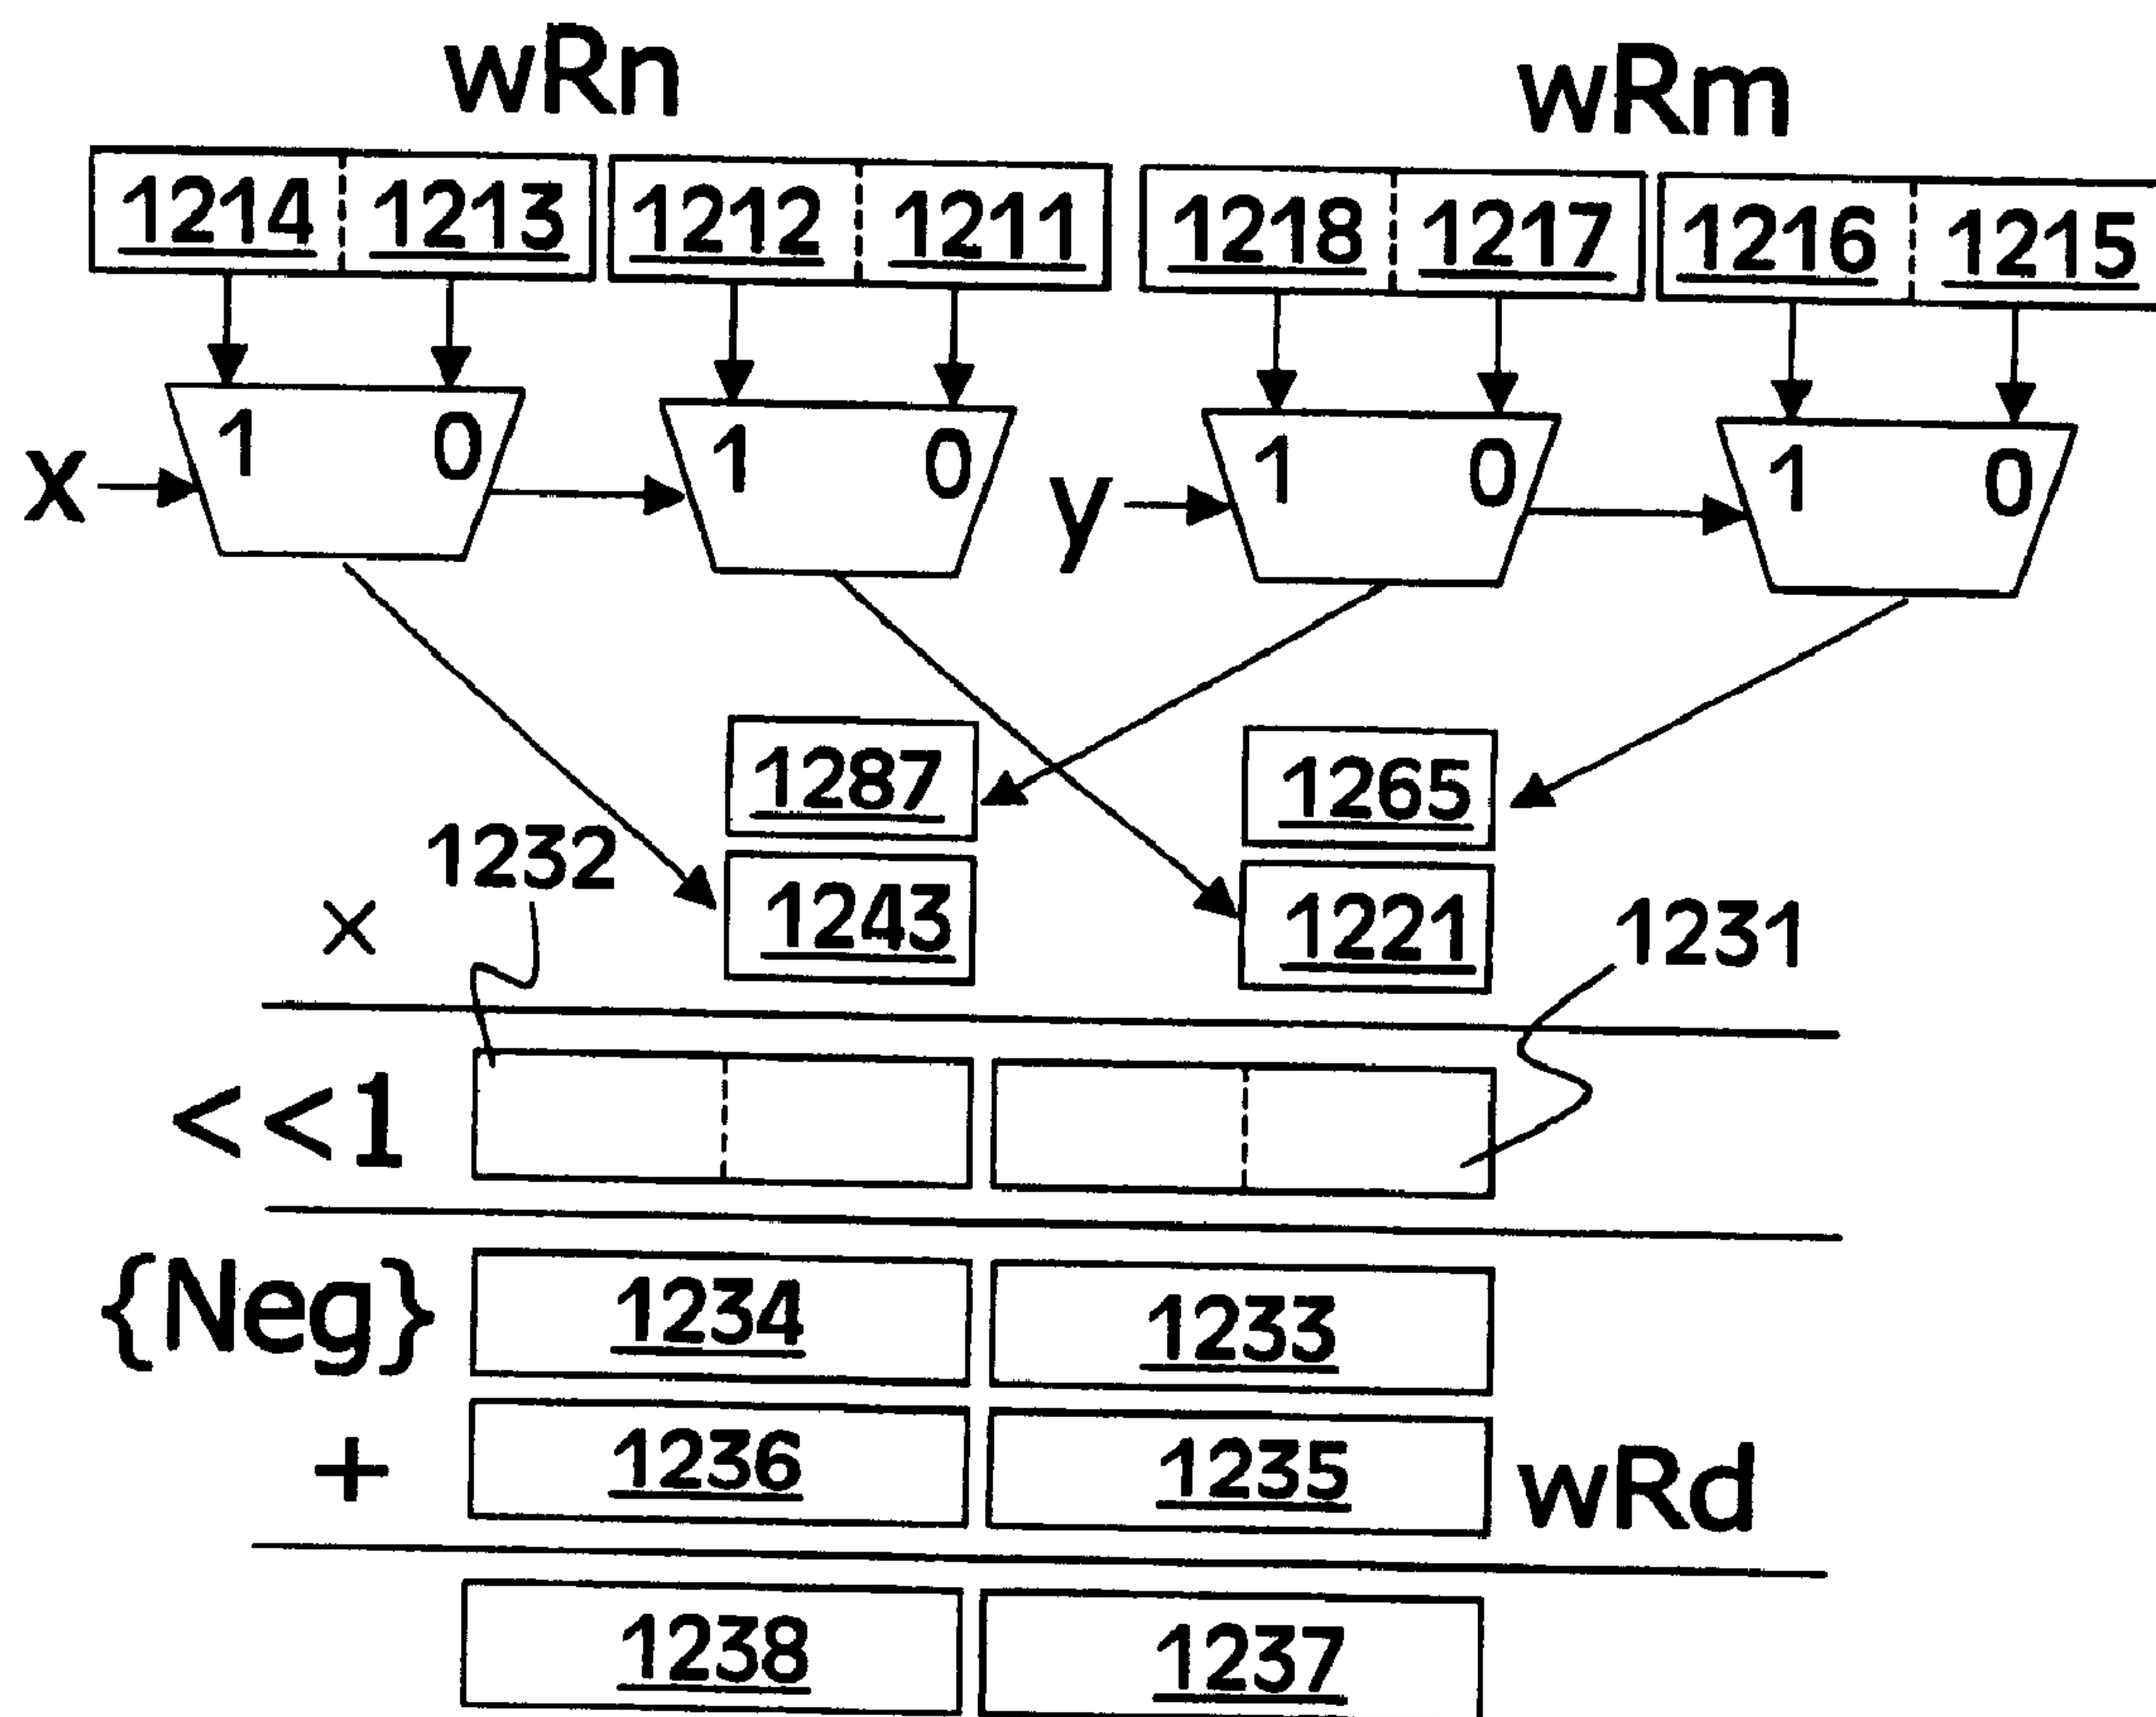 wRn wRm
1214 1213 1212 1211 1218 1217 1216 1215
1 0 1 0 1 0 1 0
x y
1287 1265
1232
x 1243 1221 1231
<<1
{Neg} 1234 1233
+ 1236 1235 wRd
1238 1237